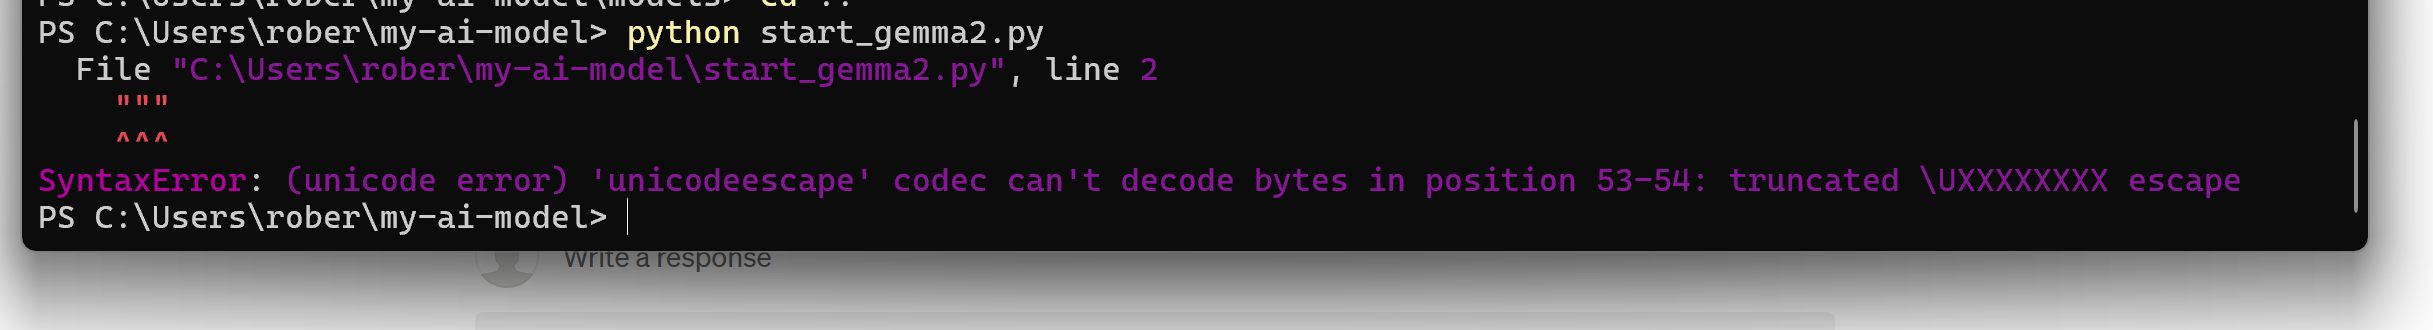 PS C:\Users\rober\my-ai-model\models> cd ..
PS C:\Users\rober\my-ai-model> python start_gemma2.py
  File "C:\Users\rober\my-ai-model\start_gemma2.py", line 2
    """
    ^^^
SyntaxError: (unicode error) 'unicodeescape' codec can't decode bytes in position 53-54: truncated \UXXXXXXXX escape
PS C:\Users\rober\my-ai-model>
Write a response